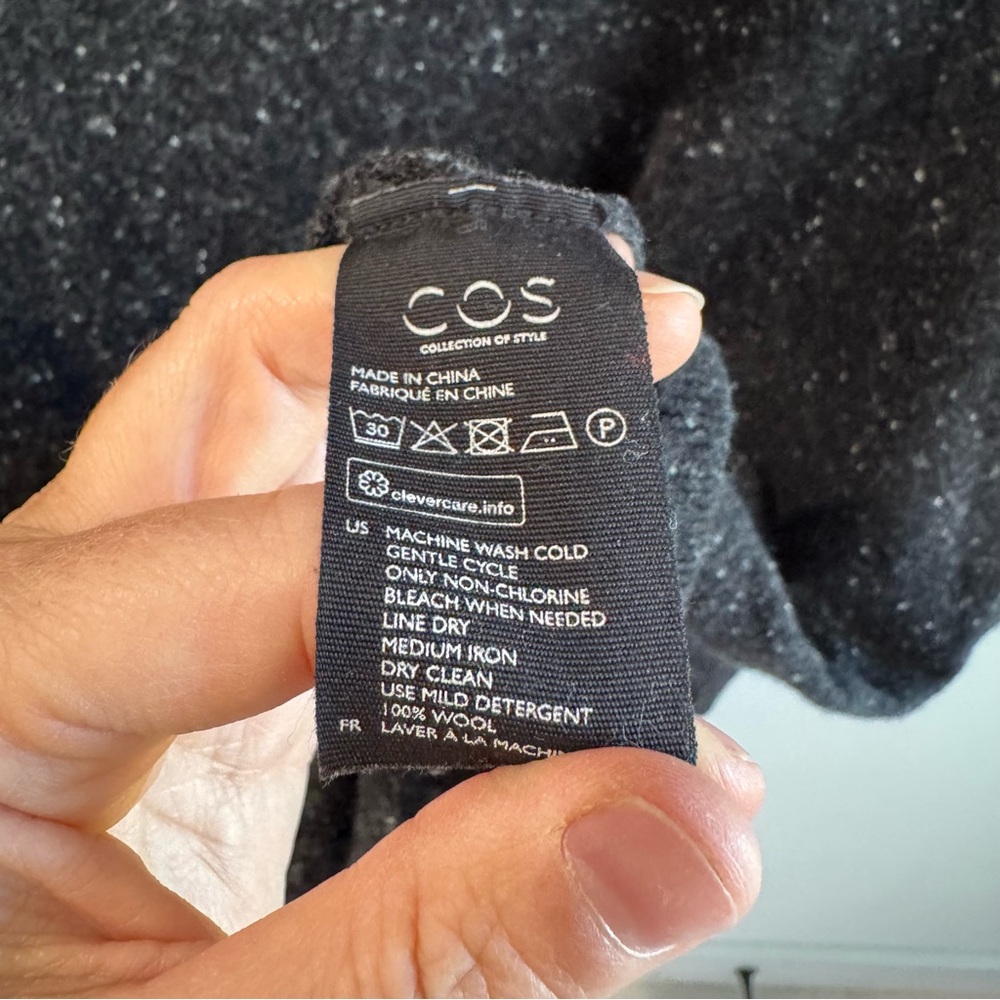 COS
COLLECTION OF STYLE
MADE IN CHINA
FABRIQUÉ EN CHINE
30 P
clevercare.info
US MACHINE WASH COLD
GENTLE CYCLE
ONLY NON-CHLORINE
BLEACH WHEN NEEDED
LINE DRY
MEDIUM IRON
DRY CLEAN
USE MILD DETERGENT
100% WOOL
FR LAVER À LA